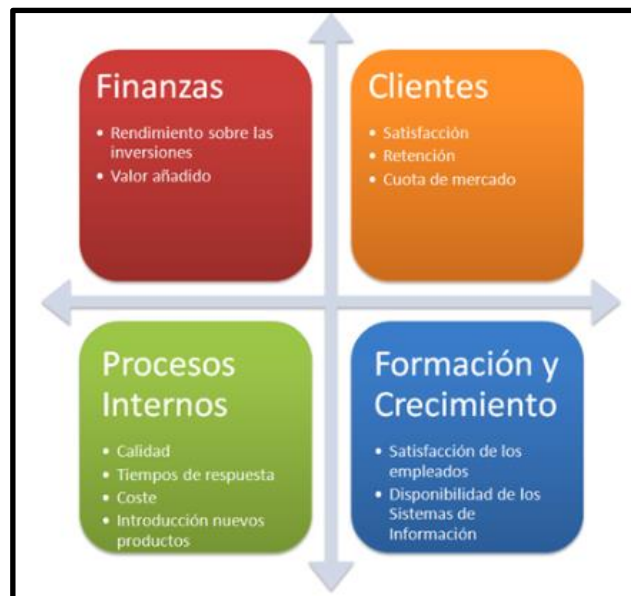 Finanzas
• Rendimiento sobre las
inversiones
• Valor añadido
Clientes
• Satisfacción
• Retención
• Cuota de mercado
Procesos
Internos
• Calidad
• Tiempos de respuesta
• Coste
• Introducción nuevos
productos
Formación y
Crecimiento
• Satisfacción de los
empleados
• Disponibilidad de los
Sistemas de
Información